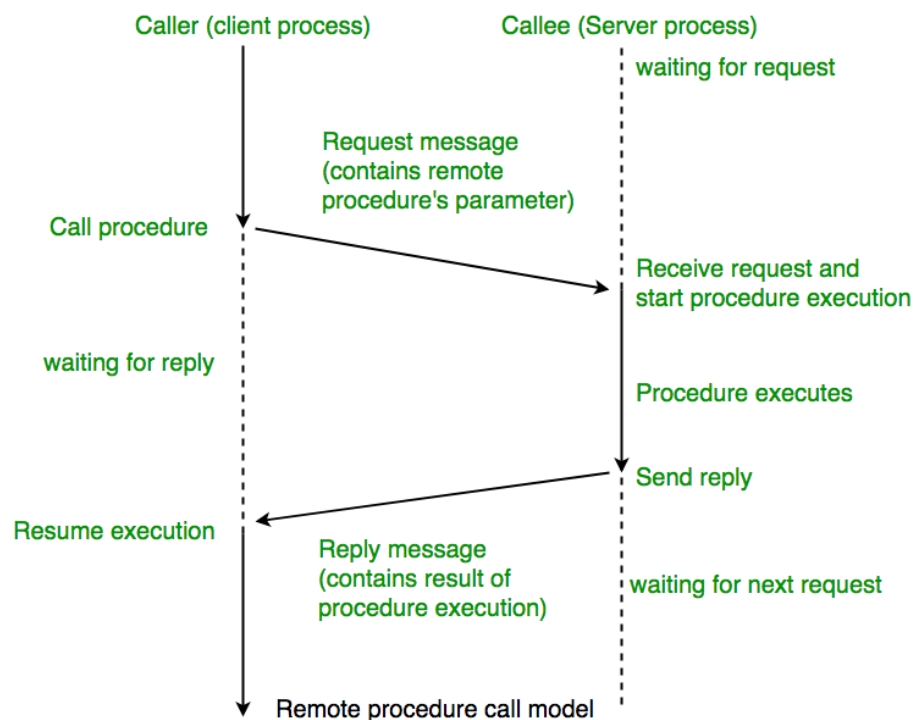 Caller (client process)
Callee (Server process)
waiting for request
Request message
(contains remote
procedure's parameter)
Call procedure
Receive request and
start procedure execution
waiting for reply
Procedure executes
Send reply
Resume execution
Reply message
(contains result of
procedure execution)
waiting for next request
Remote procedure call model